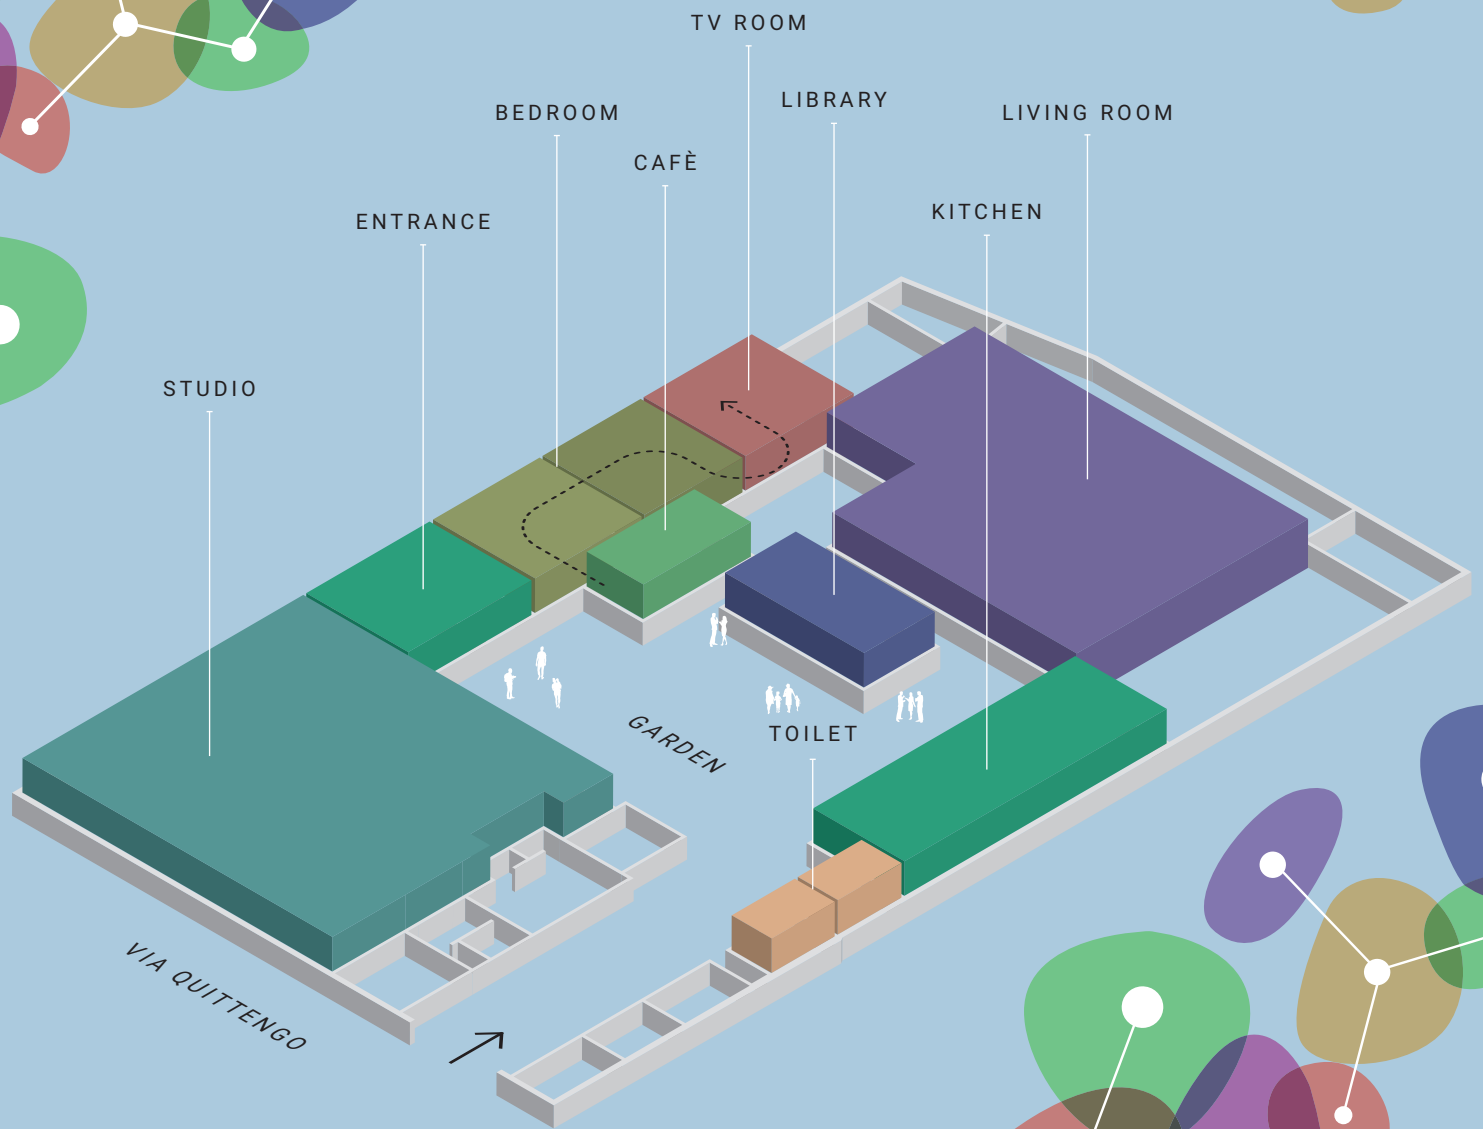 TV ROOM
LIBRARY
BEDROOM
LIVING ROOM
CAFÈ
KITCHEN
ENTRANCE
STUDIO
GARDEN
TOILET
VIA QUITTENGO